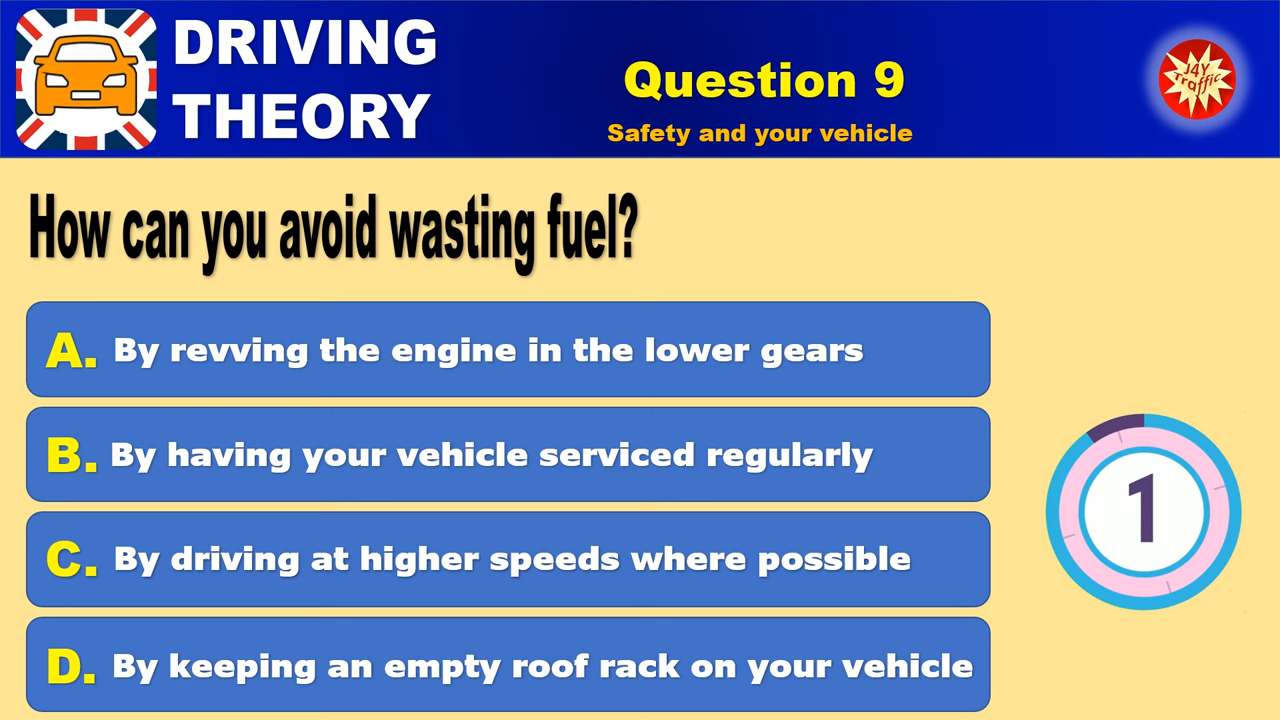 DRIVING
THEORY
Question 9
Safety and your vehicle
J4Y
Traffic
How can you avoid wasting fuel?
A. By revving the engine in the lower gears
B. By having your vehicle serviced regularly
C. By driving at higher speeds where possible
D. By keeping an empty roof rack on your vehicle
1